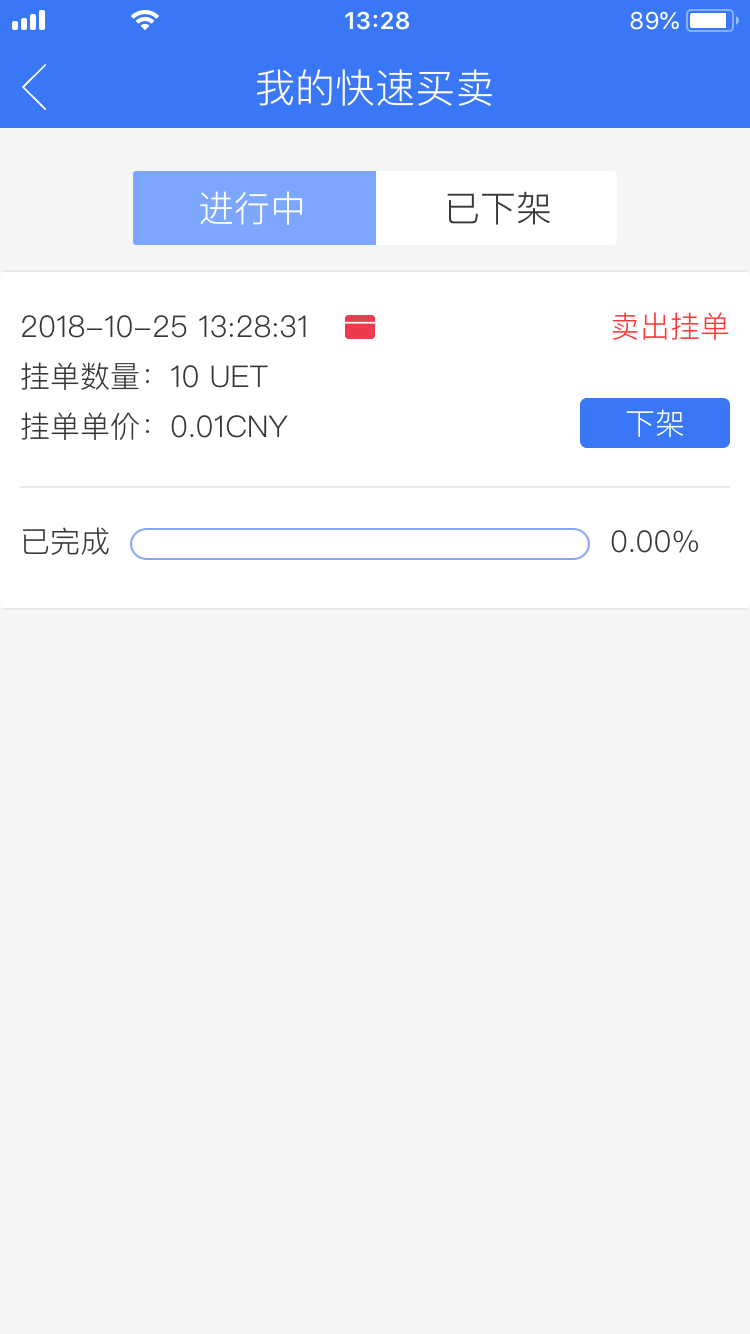 13:28 89%
我的快速买卖
进行中 已下架
2018-10-25 13:28:31 卖出挂单
挂单数量：10 UET
挂单单价：0.01CNY 下架
已完成 0.00%